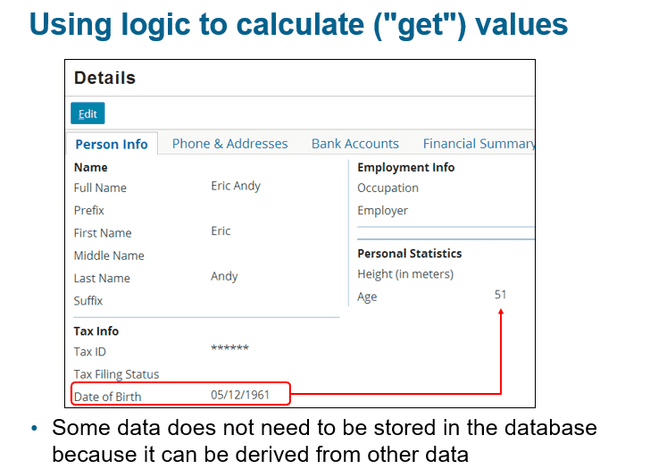 Using logic to calculate ("get") values
Details
Edit
Person Info
Phone & Addresses
Bank Accounts
Financial Summary
Name
Full Name Eric Andy
Prefix
First Name Eric
Middle Name
Last Name Andy
Suffix
Tax Info
Tax ID ******
Tax Filing Status
Date of Birth 05/12/1961
Employment Info
Occupation
Employer
Personal Statistics
Height (in meters)
Age 51
• Some data does not need to be stored in the database
because it can be derived from other data